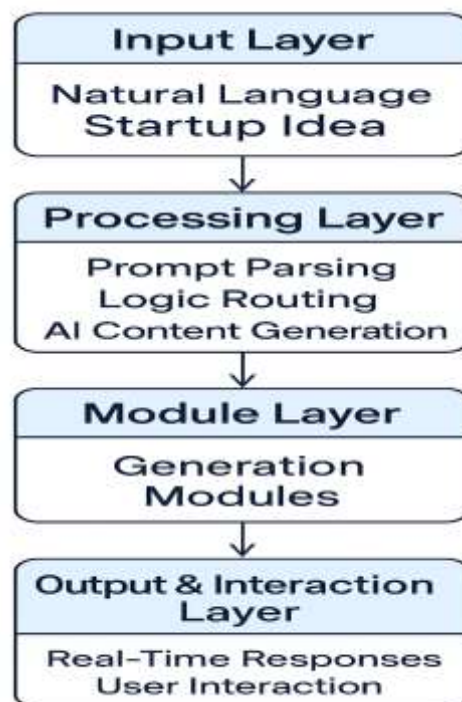 Input Layer
Natural Language
Startup Idea
Processing Layer
Prompt Parsing
Logic Routing
AI Content Generation
Module Layer
Generation
Modules
Output & Interaction
Layer
Real-Time Responses
User Interaction